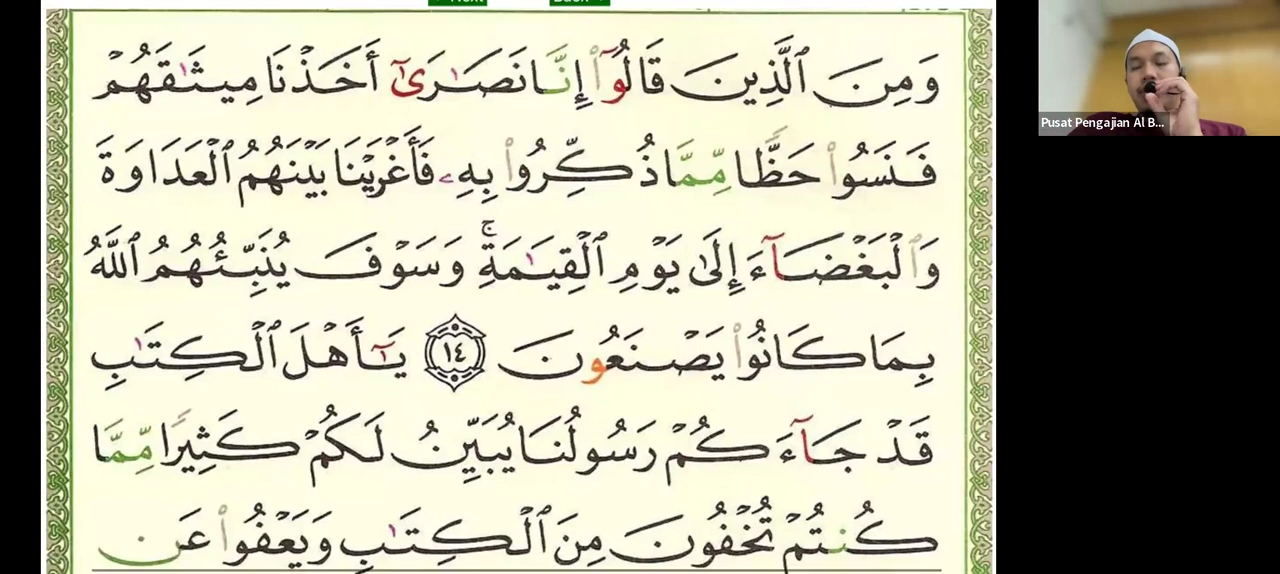 وَمِنَ ٱلَّذِينَ قَالُوٓا۟ إِنَّا نَصَـٰرَىٰٓ أَخَذْنَا مِيثَـٰقَهُمْ
فَنَسُوا۟ حَظًّا مِّمَّا ذُكِّرُوا۟ بِهِۦ فَأَغْرَيْنَا بَيْنَهُمُ ٱلْعَدَاوَةَ
وَٱلْبَغْضَآءَ إِلَىٰ يَوْمِ ٱلْقِيَـٰمَةِ ۚ وَسَوْفَ يُنَبِّئُهُمُ ٱللَّهُ
بِمَا كَانُوا۟ يَصْنَعُونَ ١٤ يَـٰٓأَهْلَ ٱلْكِتَـٰبِ
قَدْ جَآءَكُمْ رَسُولُنَا يُبَيِّنُ لَكُمْ كَثِيرًا مِّمَّا
كُنتُمْ تُخْفُونَ مِنَ ٱلْكِتَـٰبِ وَيَعْفُوا۟ عَن
Pusat Pengajian Al B...